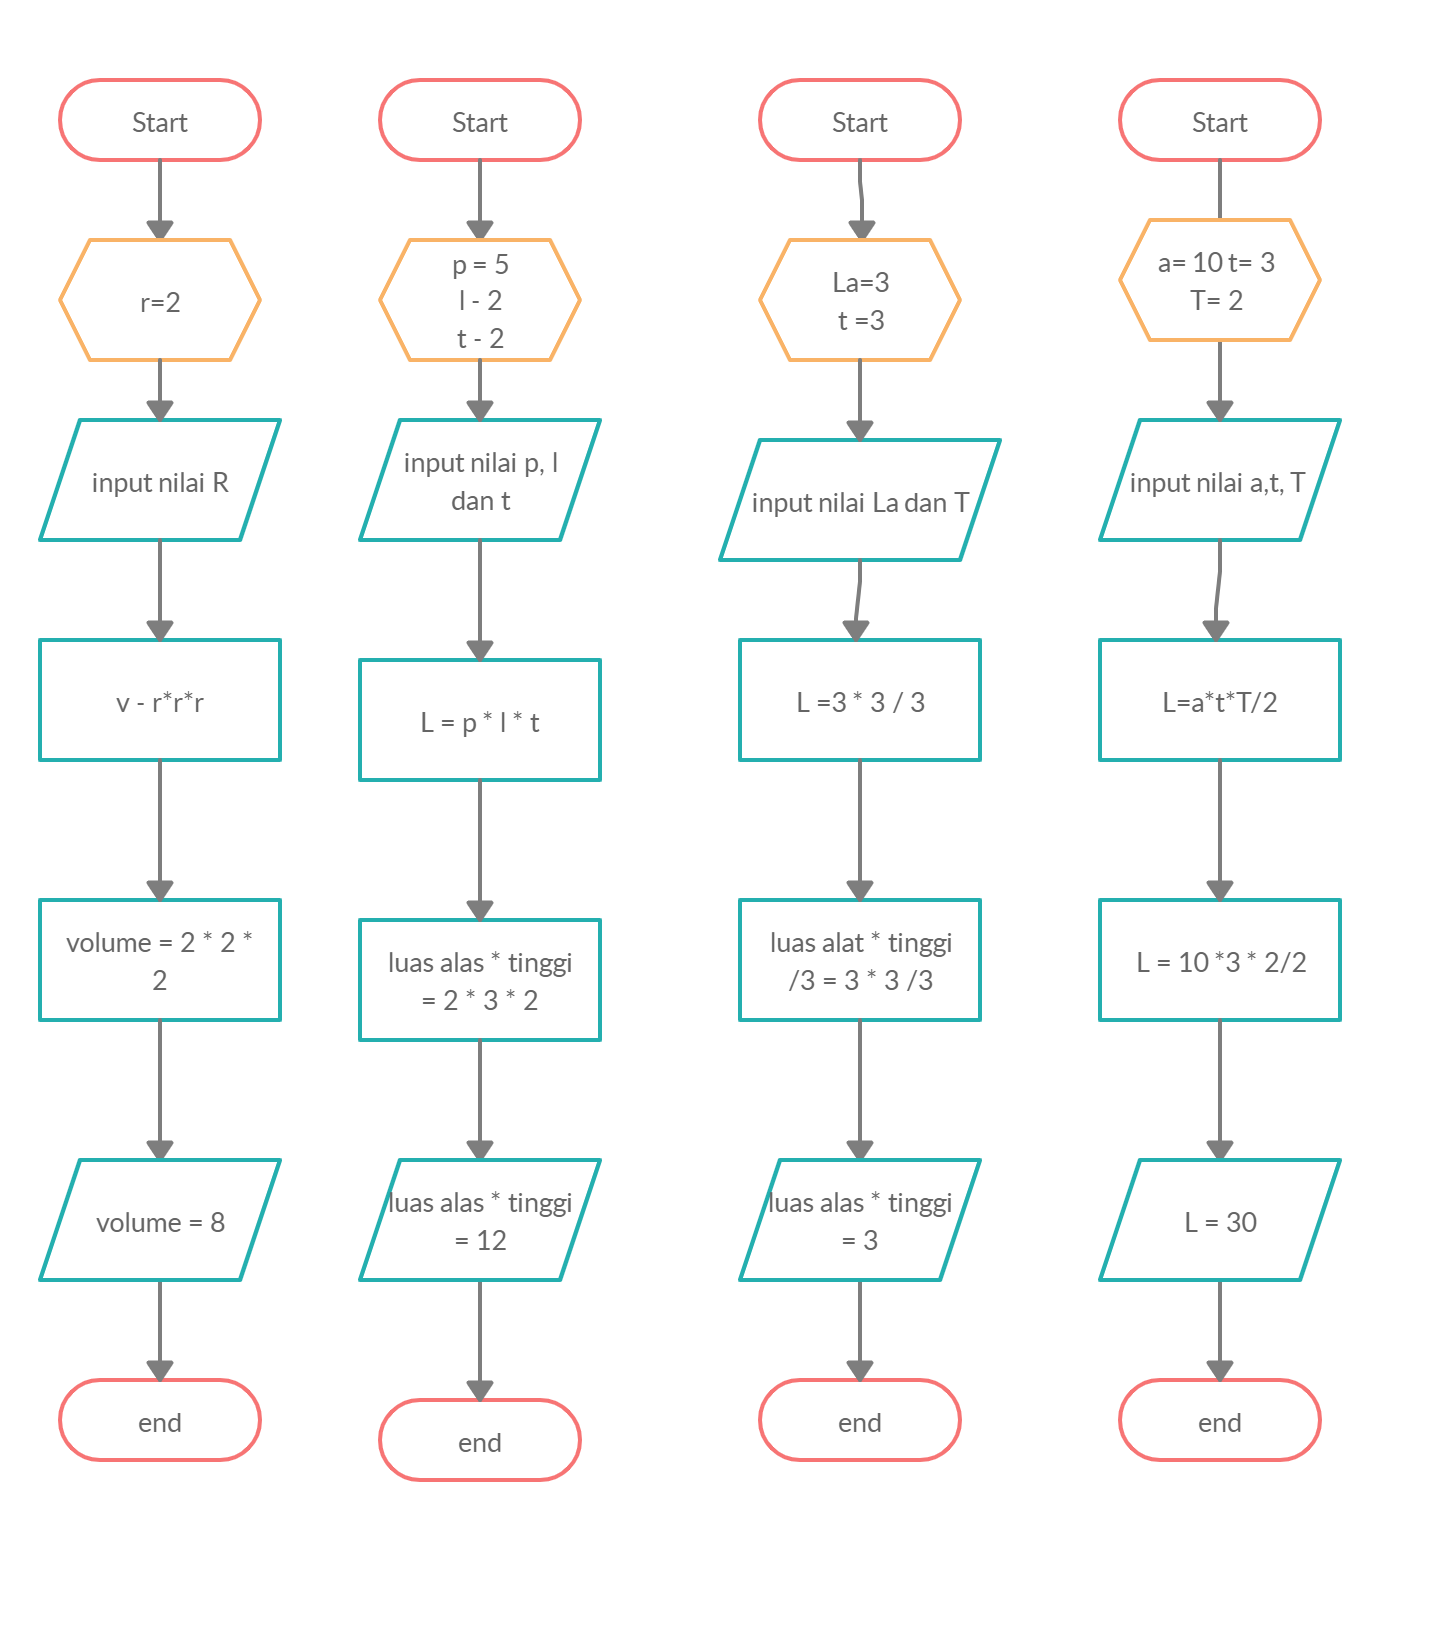 Start
r=2
input nilai R
v - r*r*r
volume = 2 * 2 *
2
volume = 8
end
Start
p = 5
l - 2
t - 2
input nilai p, l
dan t
L = p * l * t
luas alas * tinggi
= 2 * 3 * 2
luas alas * tinggi
= 12
end
Start
La=3
t =3
input nilai La dan T
L =3 * 3 / 3
luas alat * tinggi
/3 = 3 * 3 /3
luas alas * tinggi
= 3
end
Start
a= 10 t= 3
T= 2
input nilai a,t, T
L=a*t*T/2
L = 10 *3 * 2/2
L = 30
end